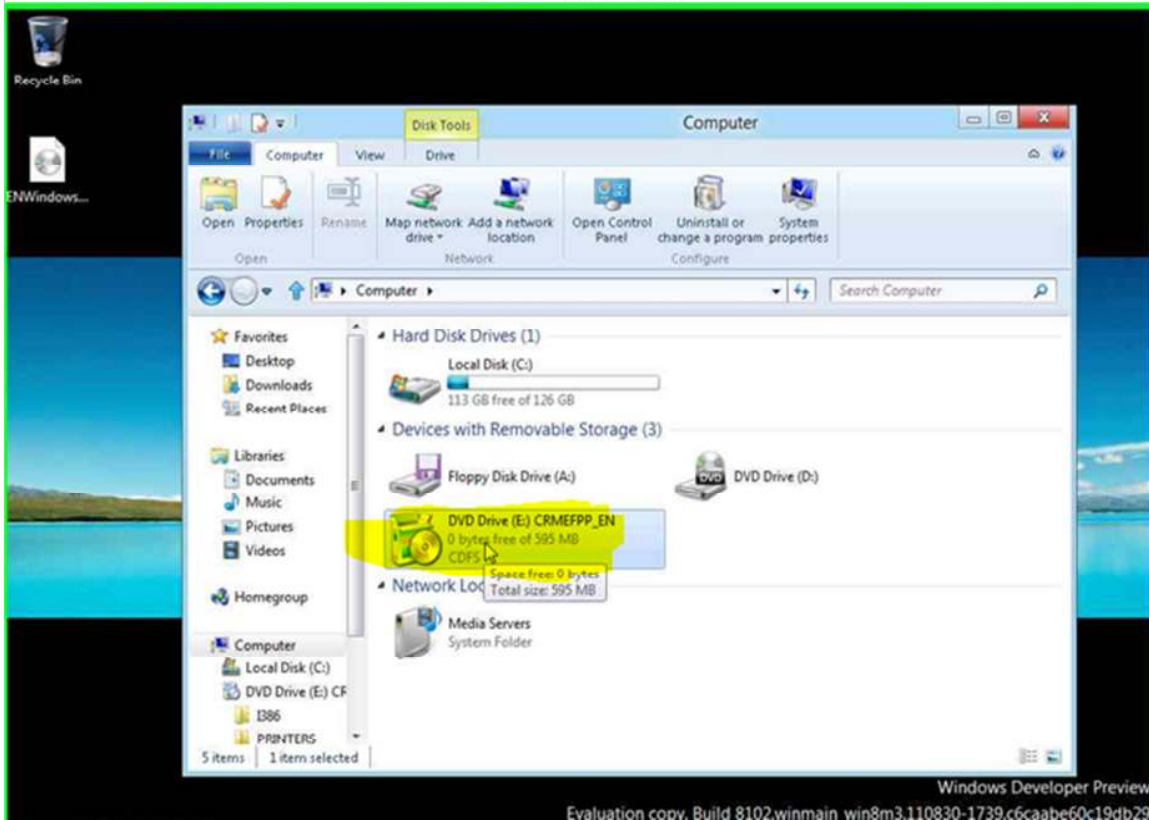 Recycle Bin
ENWindows...
Disk Tools
Computer
File Computer View Drive
Open Properties Rename Map network drive Add a network location Open Control Panel Uninstall or change a program System properties
Open Network Configure
Computer
Search Computer
Favorites
Desktop
Downloads
Recent Places
Libraries
Documents
Music
Pictures
Videos
Homegroup
Computer
Local Disk (C:)
DVD Drive (E:) CR
I386
PRINTERS
Hard Disk Drives (1)
Local Disk (C:)
113 GB free of 126 GB
Devices with Removable Storage (3)
Floppy Disk Drive (A:)
DVD Drive (D:)
DVD
DVD Drive (E:) CRMEFPP_EN
0 bytes free of 595 MB
CDFS
Space free: 0 bytes
Total size: 595 MB
Network Loc
Media Servers
System Folder
5 items 1 item selected
Windows Developer Preview
Evaluation copy. Build 8102.winmain_win8m3.110830-1739.c6caabe60c19db29